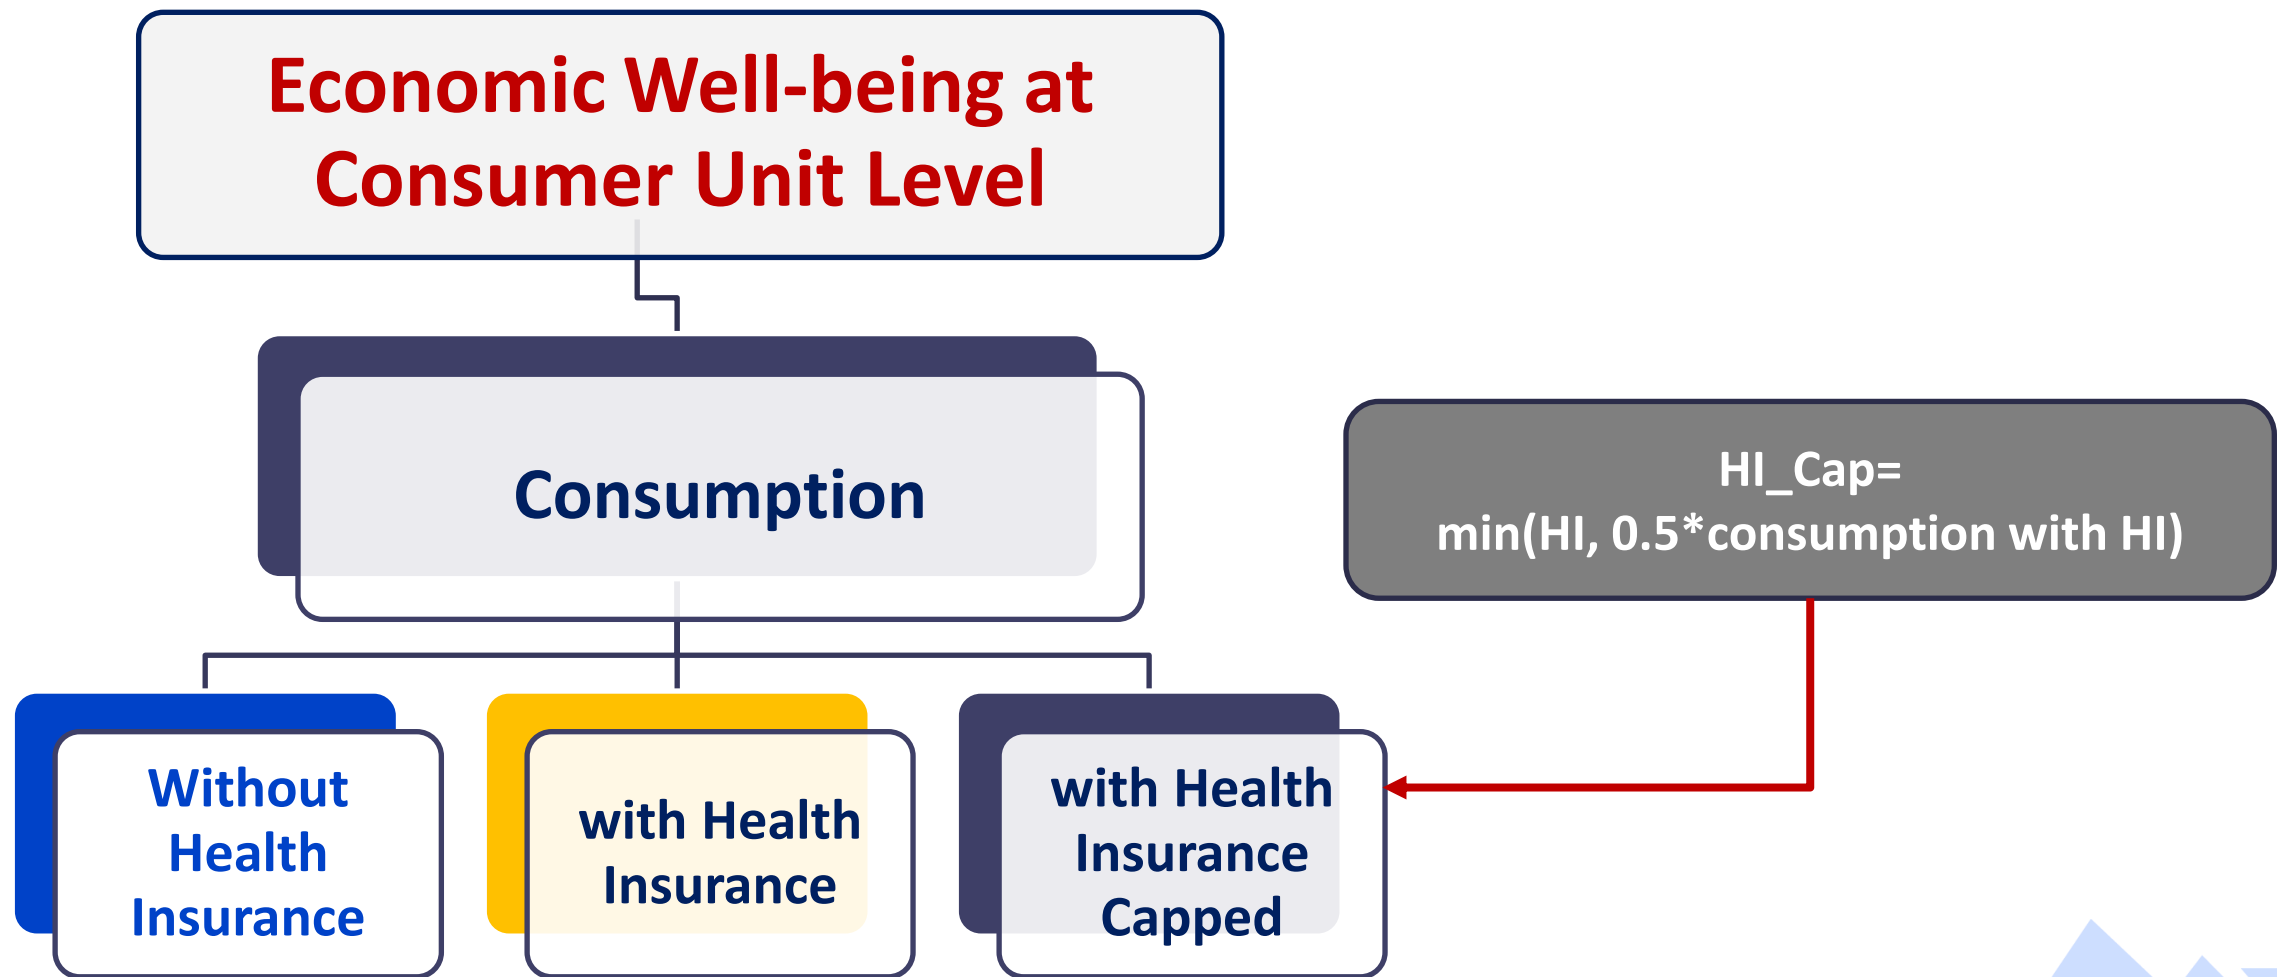 Economic Well-being at
Consumer Unit Level
Consumption
HI_Cap=
min(HI, 0.5*consumption with HI)
Without
Health
Insurance
with Health
Insurance
with Health
Insurance
Capped